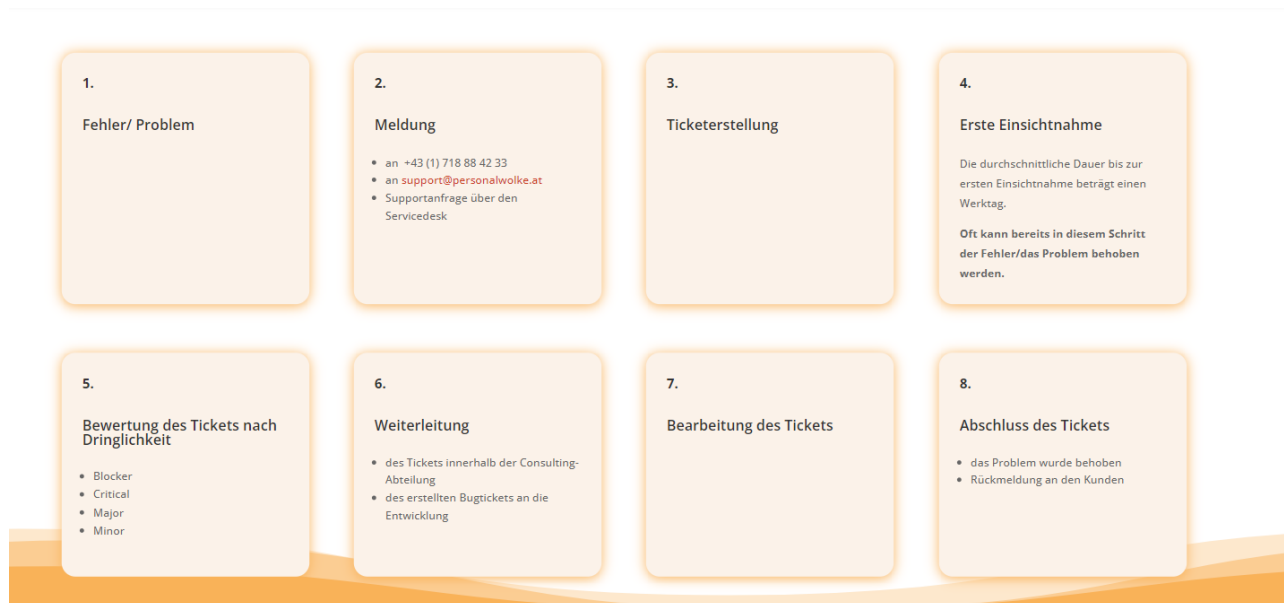 1.
Fehler/ Problem
2.
Meldung
an +43 (1) 718 88 42 33
an support@personalwolke.at
Supportanfrage über den
Servicedesk
3.
Ticketerstellung
4.
Erste Einsichtnahme
Die durchschnittliche Dauer bis zur
ersten Einsichtnahme beträgt einen
Werktag.
Oft kann bereits in diesem Schritt
der Fehler/das Problem behoben
werden.
5.
Bewertung des Tickets nach
Dringlichkeit
Blocker
Critical
Major
Minor
6.
Weiterleitung
des Tickets innerhalb der Consulting-
Abteilung
des erstellten Bugtickets an die
Entwicklung
7.
Bearbeitung des Tickets
8.
Abschluss des Tickets
das Problem wurde behoben
Rückmeldung an den Kunden